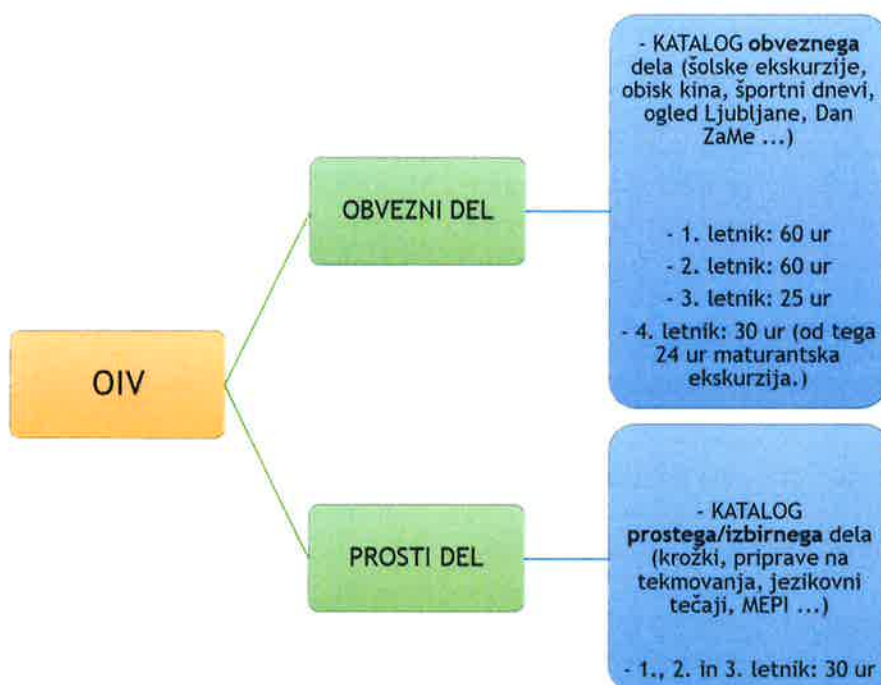 OIV
OBVEZNI DEL
- KATALOG obveznega
dela (šolske ekskurzije,
obisk kina, športni dnevi,
ogled Ljubljane, Dan
ZaMe ...)
- 1. letnik: 60 ur
- 2. letnik: 60 ur
- 3. letnik: 25 ur
- 4. letnik: 30 ur (od tega
24 ur maturantska
ekskurzija.)
PROSTI DEL
- KATALOG
prostega/izbirnega dela
(krožki, priprave na
tekmovanja, jezikovni
tečaji, MEPI ...)
- 1., 2. in 3. letnik: 30 ur